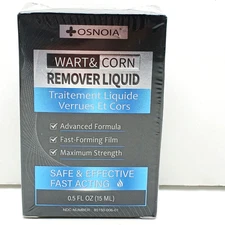 OSNOIA
WART& CORN
REMOVER LIQUID
Traitement Liquide
Verrues Et Cors
Advanced Formula
Fast-Forming Film
Maximum Strength
SAFE & EFFECTIVE
FAST ACTING
0.5 FL OZ (15 ML)